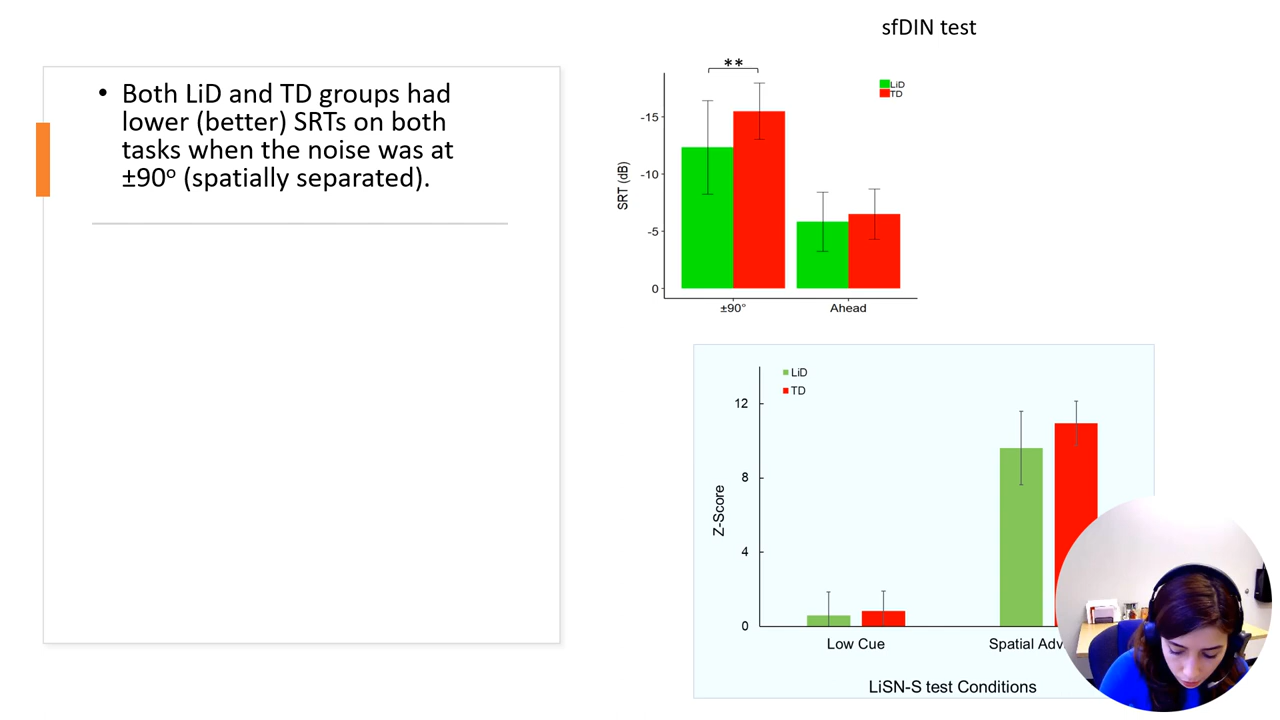 sfDIN test
• Both LiD and TD groups had
lower (better) SRTs on both
tasks when the noise was at
±90º (spatially separated).
**
LiD
TD
-15
-10
-5
0
SRT (dB)
±90°
Ahead
LiD
TD
12
8
4
0
Z-Score
Low Cue
Spatial
LiSN-S test Conditions